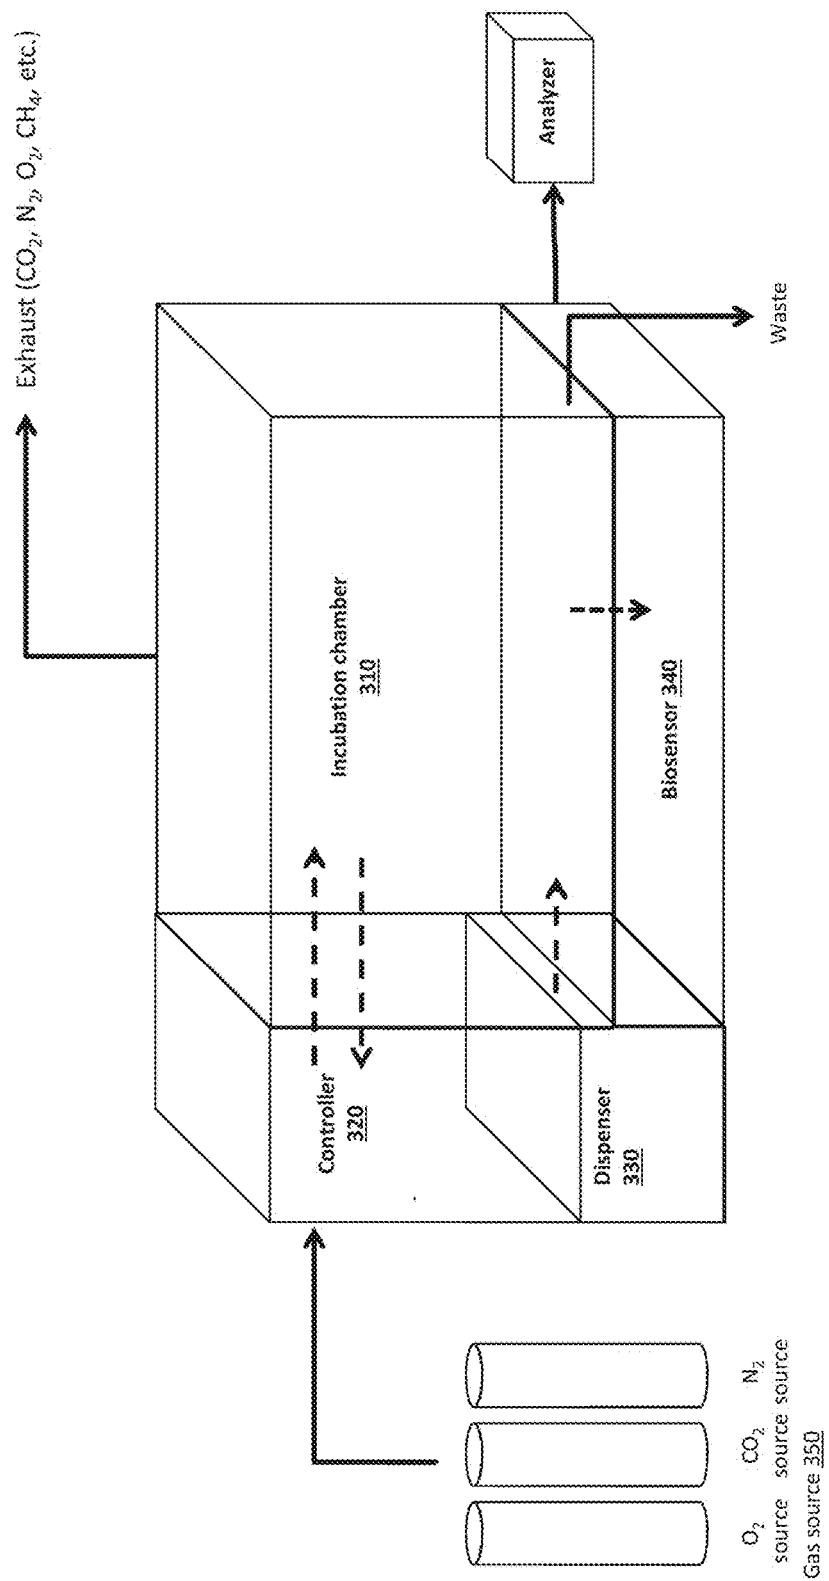 Exhaust (CO2, N2, O2, CH4, etc.)
Analyzer
Waste
Incubation chamber
310
Biosensor 340
Controller
320
Dispenser
330
O2
source
CO2
source
N2
source
Gas source 350